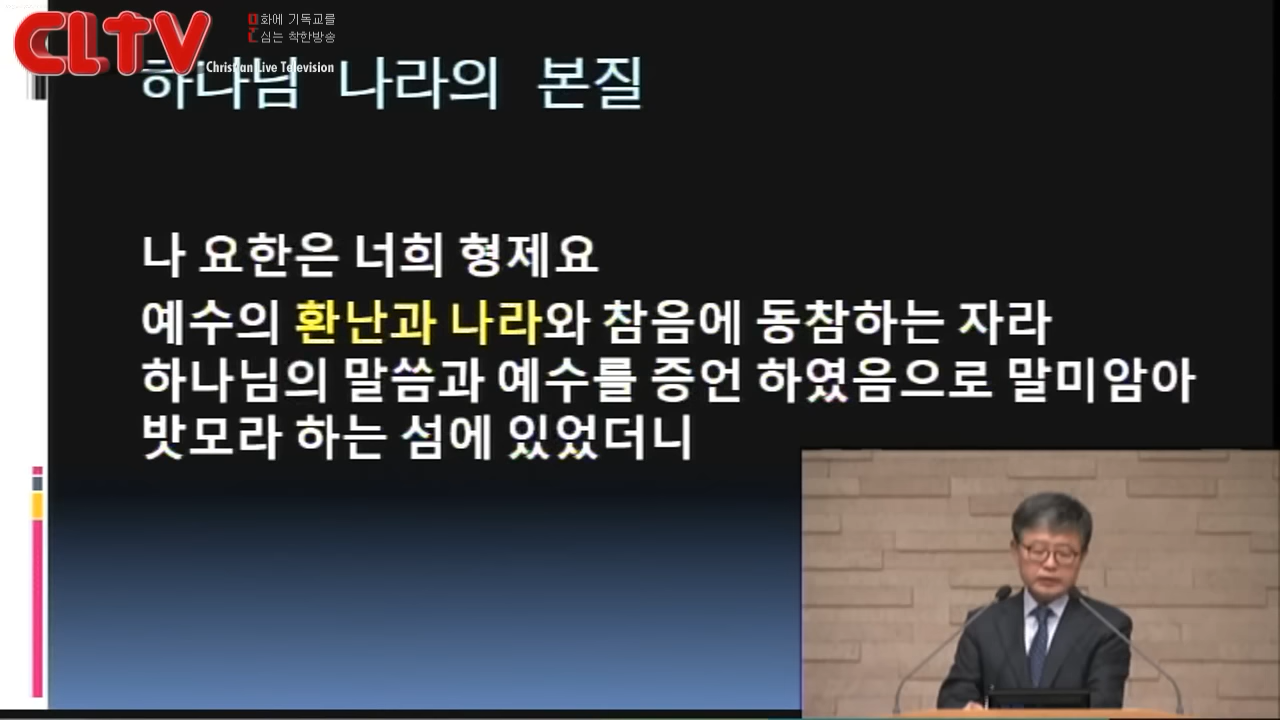 CLTV
문화에 기독교를
심는 착한방송
Christian Live Television
하나님 나라의 본질
나 요한은 너희 형제요
예수의 환난과 나라와 참음에 동참하는 자라
하나님의 말씀과 예수를 증언 하였음으로 말미암아
밧모라 하는 섬에 있었더니